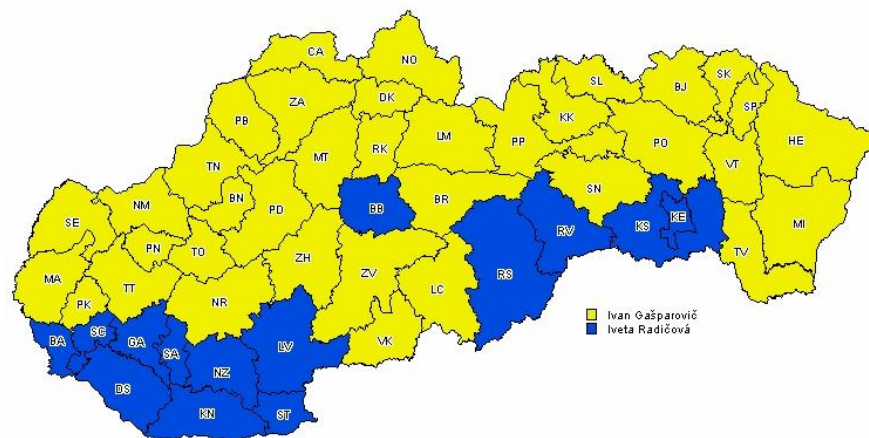 CA
NO
SL
BJ
SK
SP
HE
PB
ZA
DK
KK
PP
LM
RK
MT
PO
VT
TN
BN
PD
BB
BR
SN
SE
NM
PN
TO
ZH
ZV
LC
RS
RV
KS
KE
TV
MI
MA
PK
TT
NR
VK
BA
SC
GA
SA
NZ
LV
DS
KN
ST
Ivan Gašparovič
Iveta Radičová